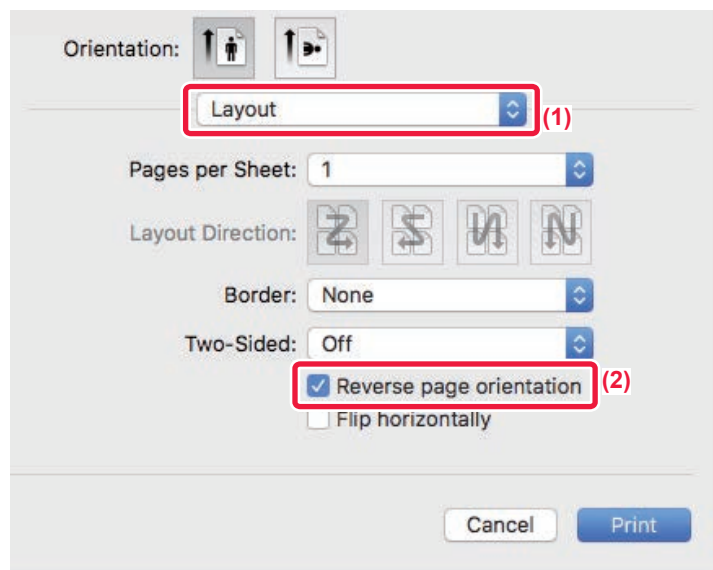 Orientation:
Layout
(1)
Pages per Sheet: 1
Layout Direction:
Border: None
Two-Sided: Off
Reverse page orientation
(2)
Flip horizontally
Cancel Print